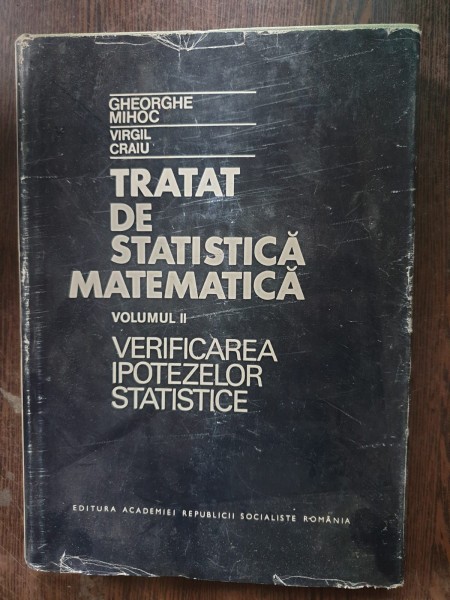 GHEORGHE
MIHOC
VIRGIL
CRAIU
TRATAT
DE
STATISTICĂ
MATEMATICĂ
VOLUMUL II
VERIFICAREA
IPOTEZELOR
STATISTICE
EDITURA ACADEMIEI REPUBLICII SOCIALISTE ROMÂNIA